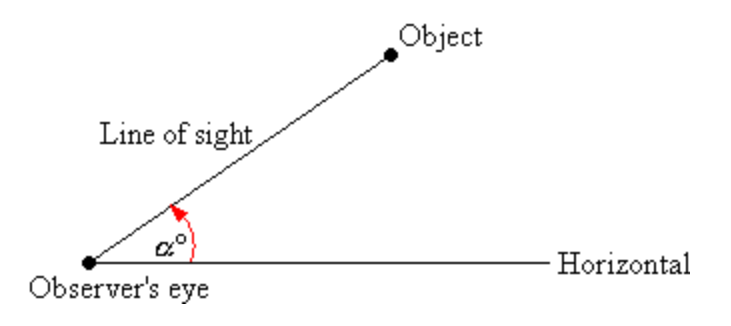 Object
Line of sight
α°
Horizontal
Observer's eye